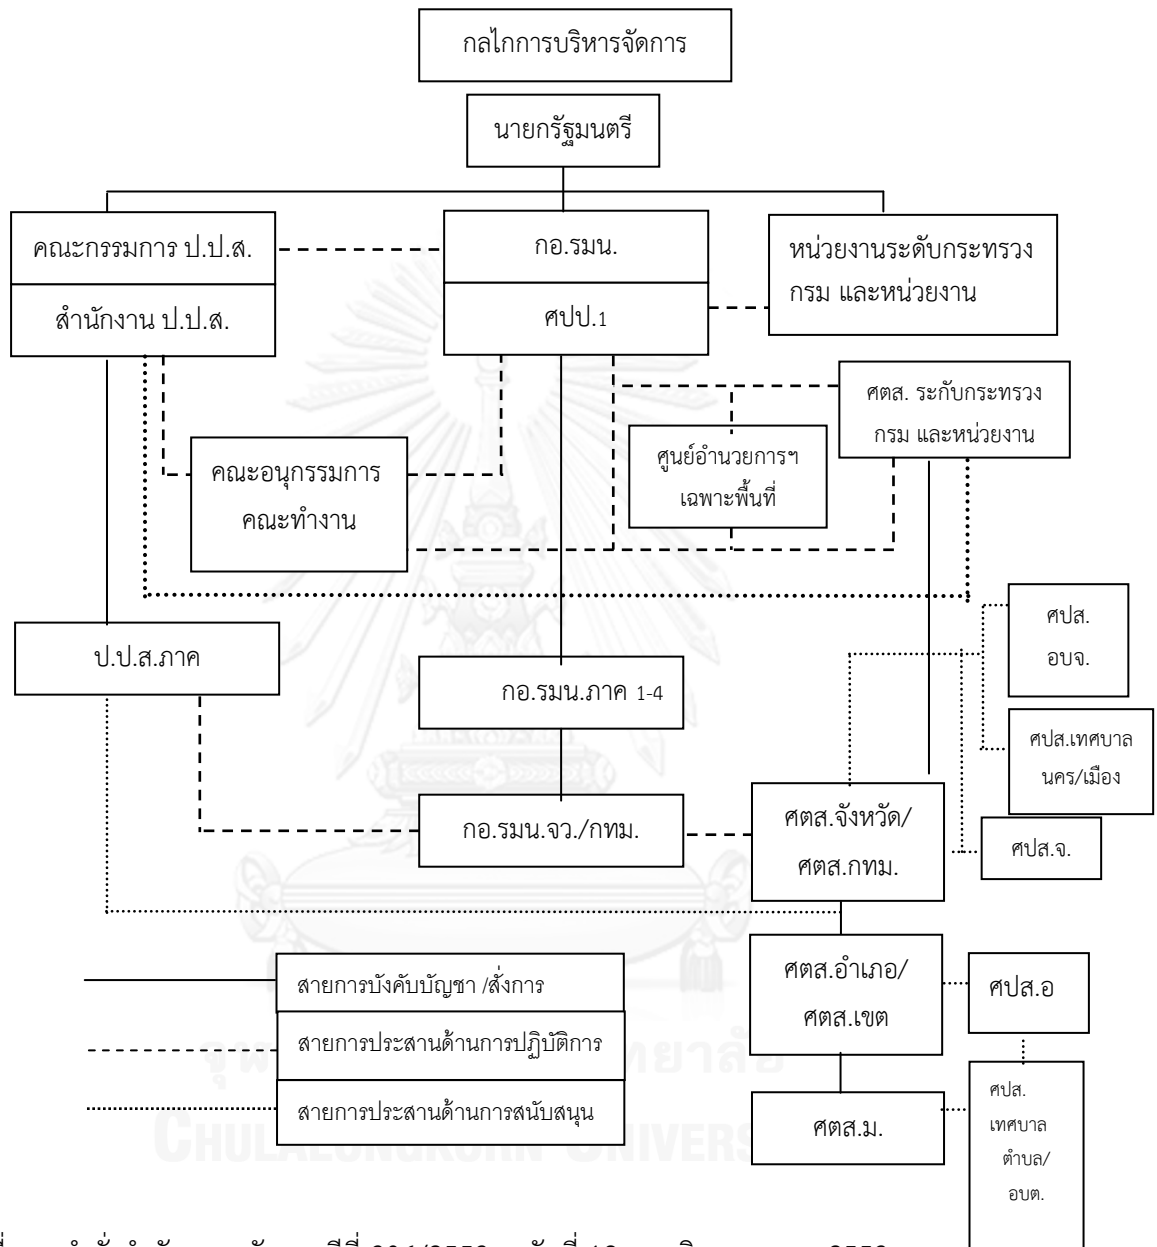 กลไกการบริหารจัดการ
นายกรัฐมนตรี
คณะกรรมการ ป.ป.ส.
สำนักงาน ป.ป.ส.
กอ.รมน.
ศปป.1
หน่วยงานระดับกระทรวง
กรม และหน่วยงาน
ศตส. ระกับกระทรวง
กรม และหน่วยงาน
ศูนย์อำนวยการฯ
เฉพาะพื้นที่
คณะอนุกรรมการ
คณะทำงาน
ศปส.
อบจ.
ป.ป.ส.ภาค
กอ.รมน.ภาค 1-4
ศปส.เทศบาล
นคร/เมือง
กอ.รมน.จว./กทม.
ศตส.จังหวัด/
ศตส.กทม.
ศปส.จ.
ศตส.อำเภอ/
ศตส.เขต
ศปส.อ
สายการบังคับบัญชา /สั่งการ
สายการประสานด้านการปฏิบัติการ
สายการประสานด้านการสนับสนุน
ศตส.ม.
ศปส.
เทศบาล
ตำบล/
อบต.
CHULALONGKORN UNIVERS